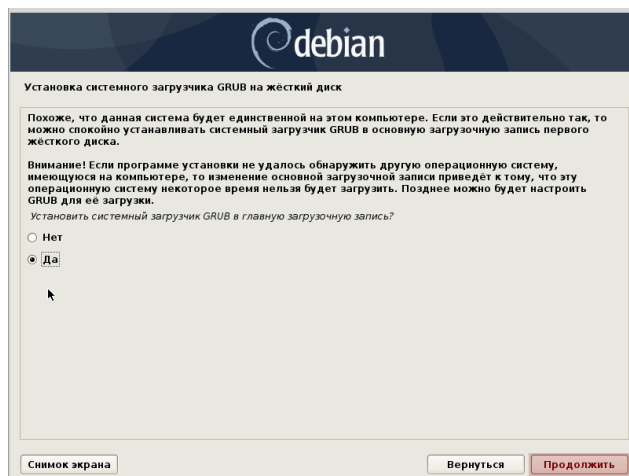 debian
Установка системного загрузчика GRUB на жёсткий диск
Похоже, что данная система будет единственной на этом компьютере. Если это действительно так, то
можно спокойно устанавливать системный загрузчик GRUB в основную загрузочную запись первого
жёсткого диска.
Внимание! Если программе установки не удалось обнаружить другую операционную систему,
имеющуюся на компьютере, то изменение основной загрузочной записи приведёт к тому, что эту
операционную систему некоторое время нельзя будет загрузить. Позднее можно будет настроить
GRUB для её загрузки.
Установить системный загрузчик GRUB в главную загрузочную запись?
Нет
Да
Снимок экрана
Вернуться
Продолжить